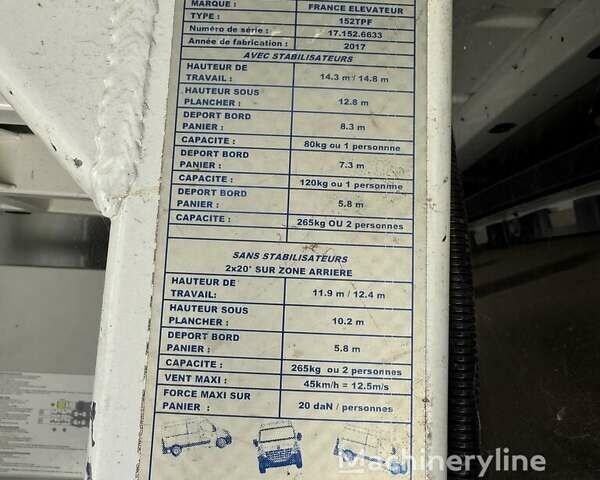 MARQUE : FRANCE ELEVATEUR
TYPE : 152TPF
Numéro de série : 17.152.6633
Année de fabrication : 2017
AVEC STABILISATEURS
HAUTEUR DE
TRAVAIL : 14.3 m / 14.8 m
HAUTEUR SOUS
PLANCHER : 12.8 m
DEPORT BORD
PANIER : 8.3 m
CAPACITE : 80kg ou 1 personnne
DEPORT BORD
PANIER : 7.3 m
CAPACITE : 120kg ou 1 personnne
DEPORT BORD
PANIER : 5.8 m
CAPACITE : 265kg OU 2 personnes
SANS STABILISATEURS
2x20° SUR ZONE ARRIERE
HAUTEUR DE
TRAVAIL: 11.9 m / 12.4 m
HAUTEUR SOUS
PLANCHER : 10.2 m
DEPORT BORD
PANIER : 5.8 m
CAPACITE : 265kg ou 2 personnes
VENT MAXI : 45km/h = 12.5m/s
FORCE MAXI SUR
PANIER : 20 daN / personnes
Machineryline